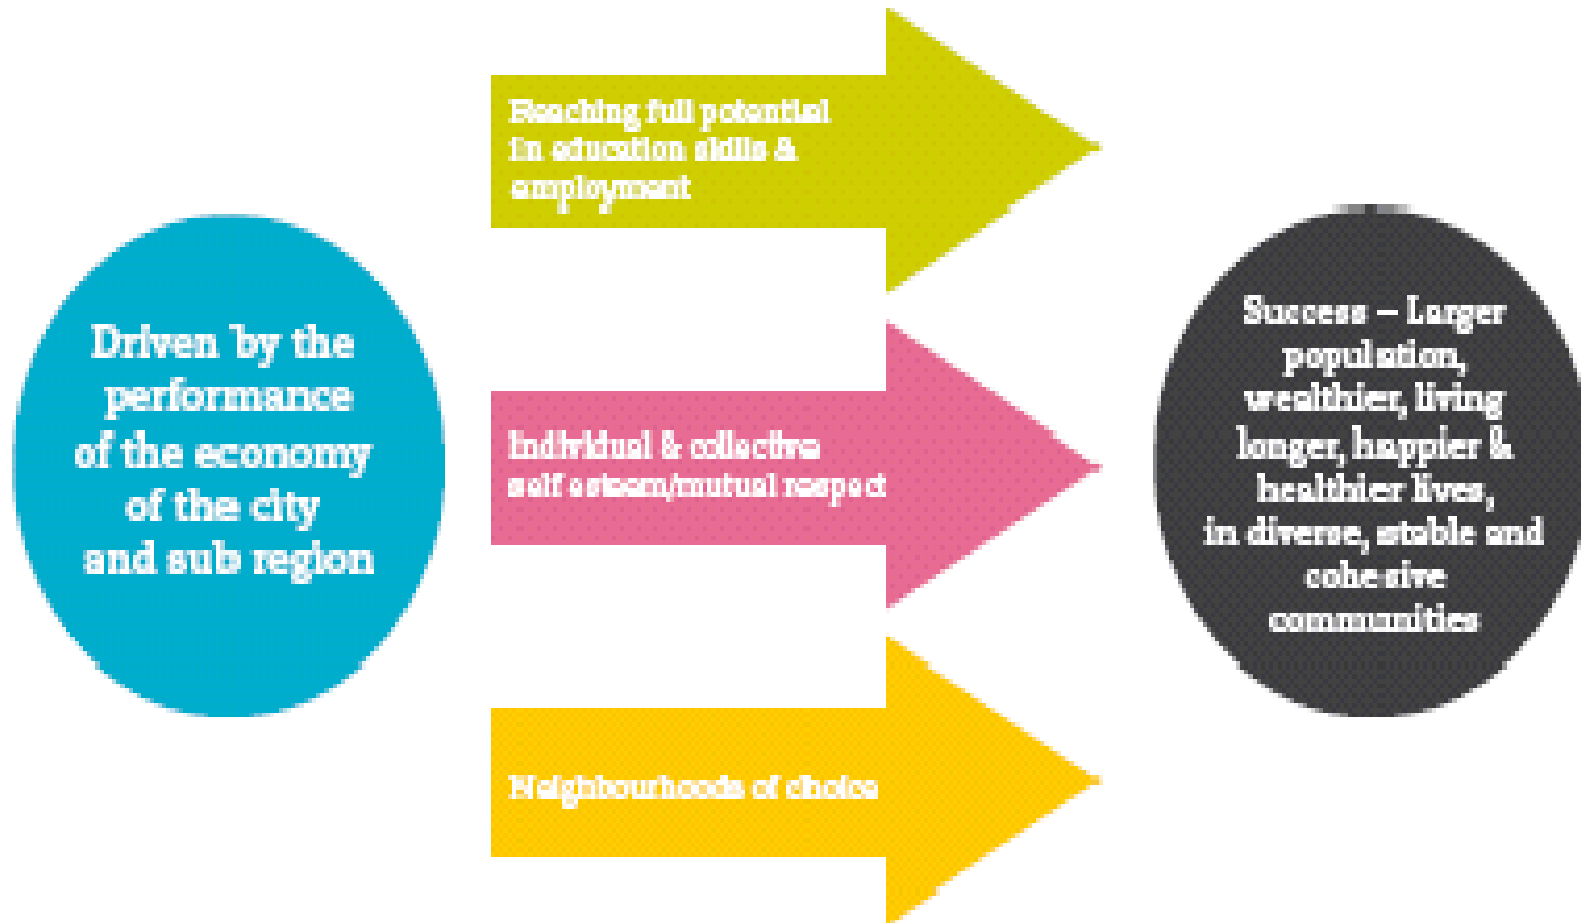 Driven by the
performance
of the economy
of the city
and sub region
Reaching full potential
in education skills &
employment
Individual & collective
self esteem/mutual respect
Neighbourhoods of choice
Success – Larger
population,
wealthier, living
longer, happier &
healthier lives,
in diverse, stable and
cohesive
communities